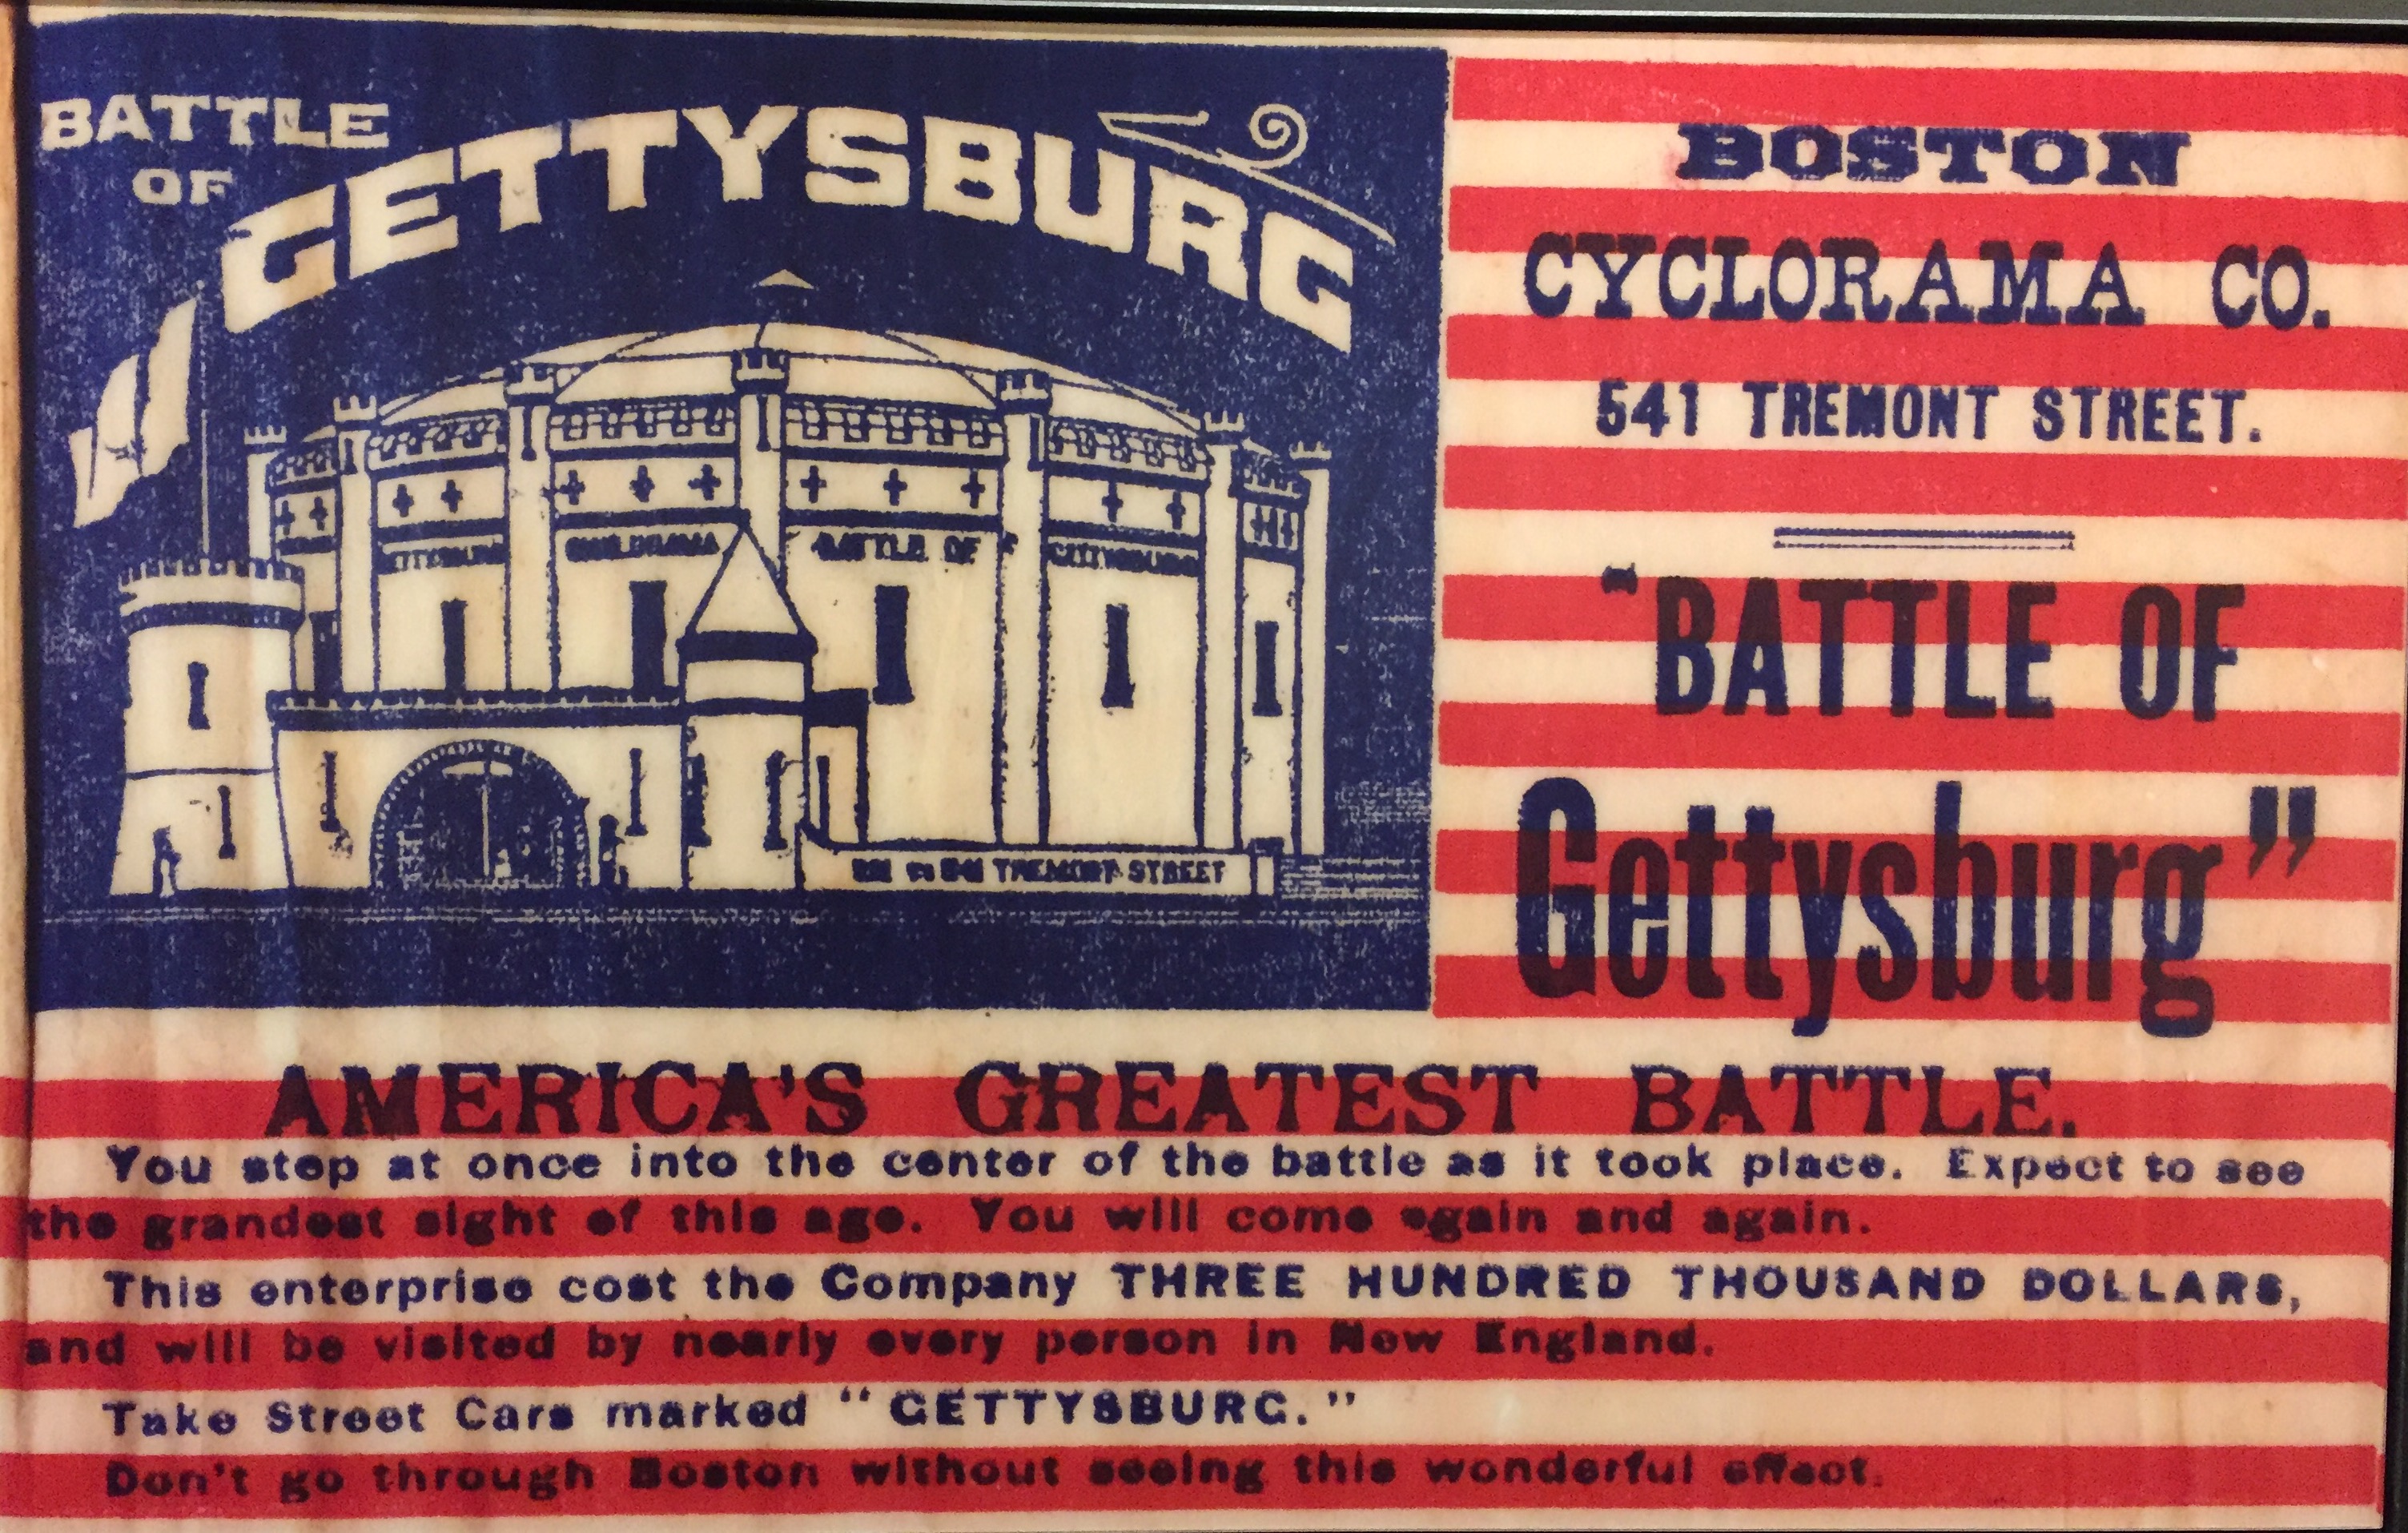 BATTLE
OF
GETTYSBURG
GETTYSBURG
CYCLORAMA
BATTLE OF
GETTYSBURG
541 TREMONT STREET
BOSTON
CYCLORAMA CO.
541 TREMONT STREET.
"BATTLE OF
Gettysburg"
AMERICA'S GREATEST BATTLE.
You step at once into the center of the battle as it took place. Expect to see
the grandest sight of this age. You will come again and again.
This enterprise cost the Company THREE HUNDRED THOUSAND DOLLARS,
and will be visited by nearly every person in New England.
Take Street Cars marked "GETTYSBURG."
Don't go through Boston without seeing this wonderful effect.